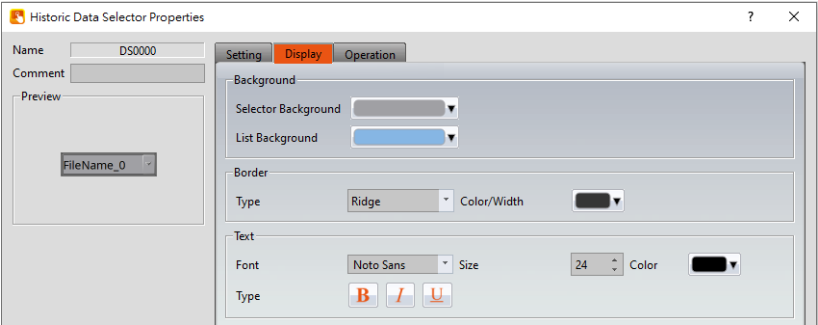 Historic Data Selector Properties ? ×
Name DS0000
Comment
Preview
FileName_0
Setting Display Operation
Background
Selector Background
List Background
Border
Type Ridge Color/Width
Text
Font Noto Sans Size 24 Color
Type B I U